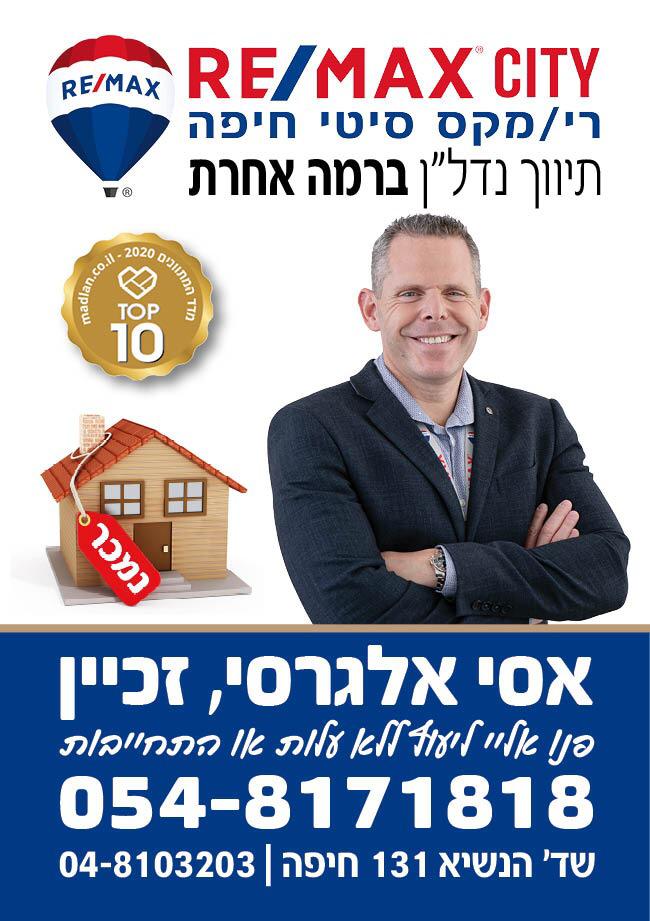 RE/MAX
®
RE/MAX® CITY
רי/מקס סיטי חיפה
תיווך נדל"ן ברמה אחרת
מדד המתווכים 2020 - madlan.co.il
TOP
10
נמכר
אסי אלגרסי, זכיין
פנו אליי ליעוץ ללא עלות או התחייבות
054-8171818
שד' הנשיא 131 חיפה | 04-8103203